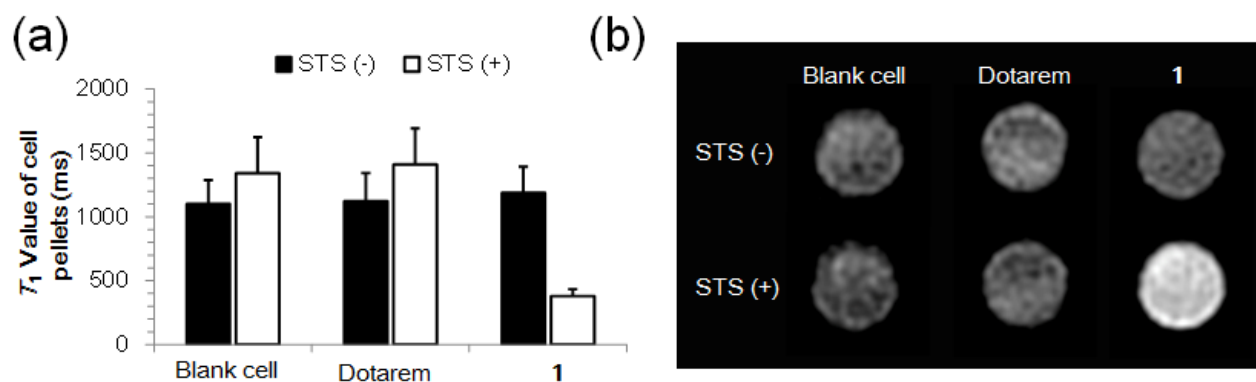 (a)
STS (-) STS (+)
T1 Value of cell
pellets (ms)
2000
1500
1000
500
0
Blank cell Dotarem 1
(b)
Blank cell Dotarem 1
STS (-)
STS (+)